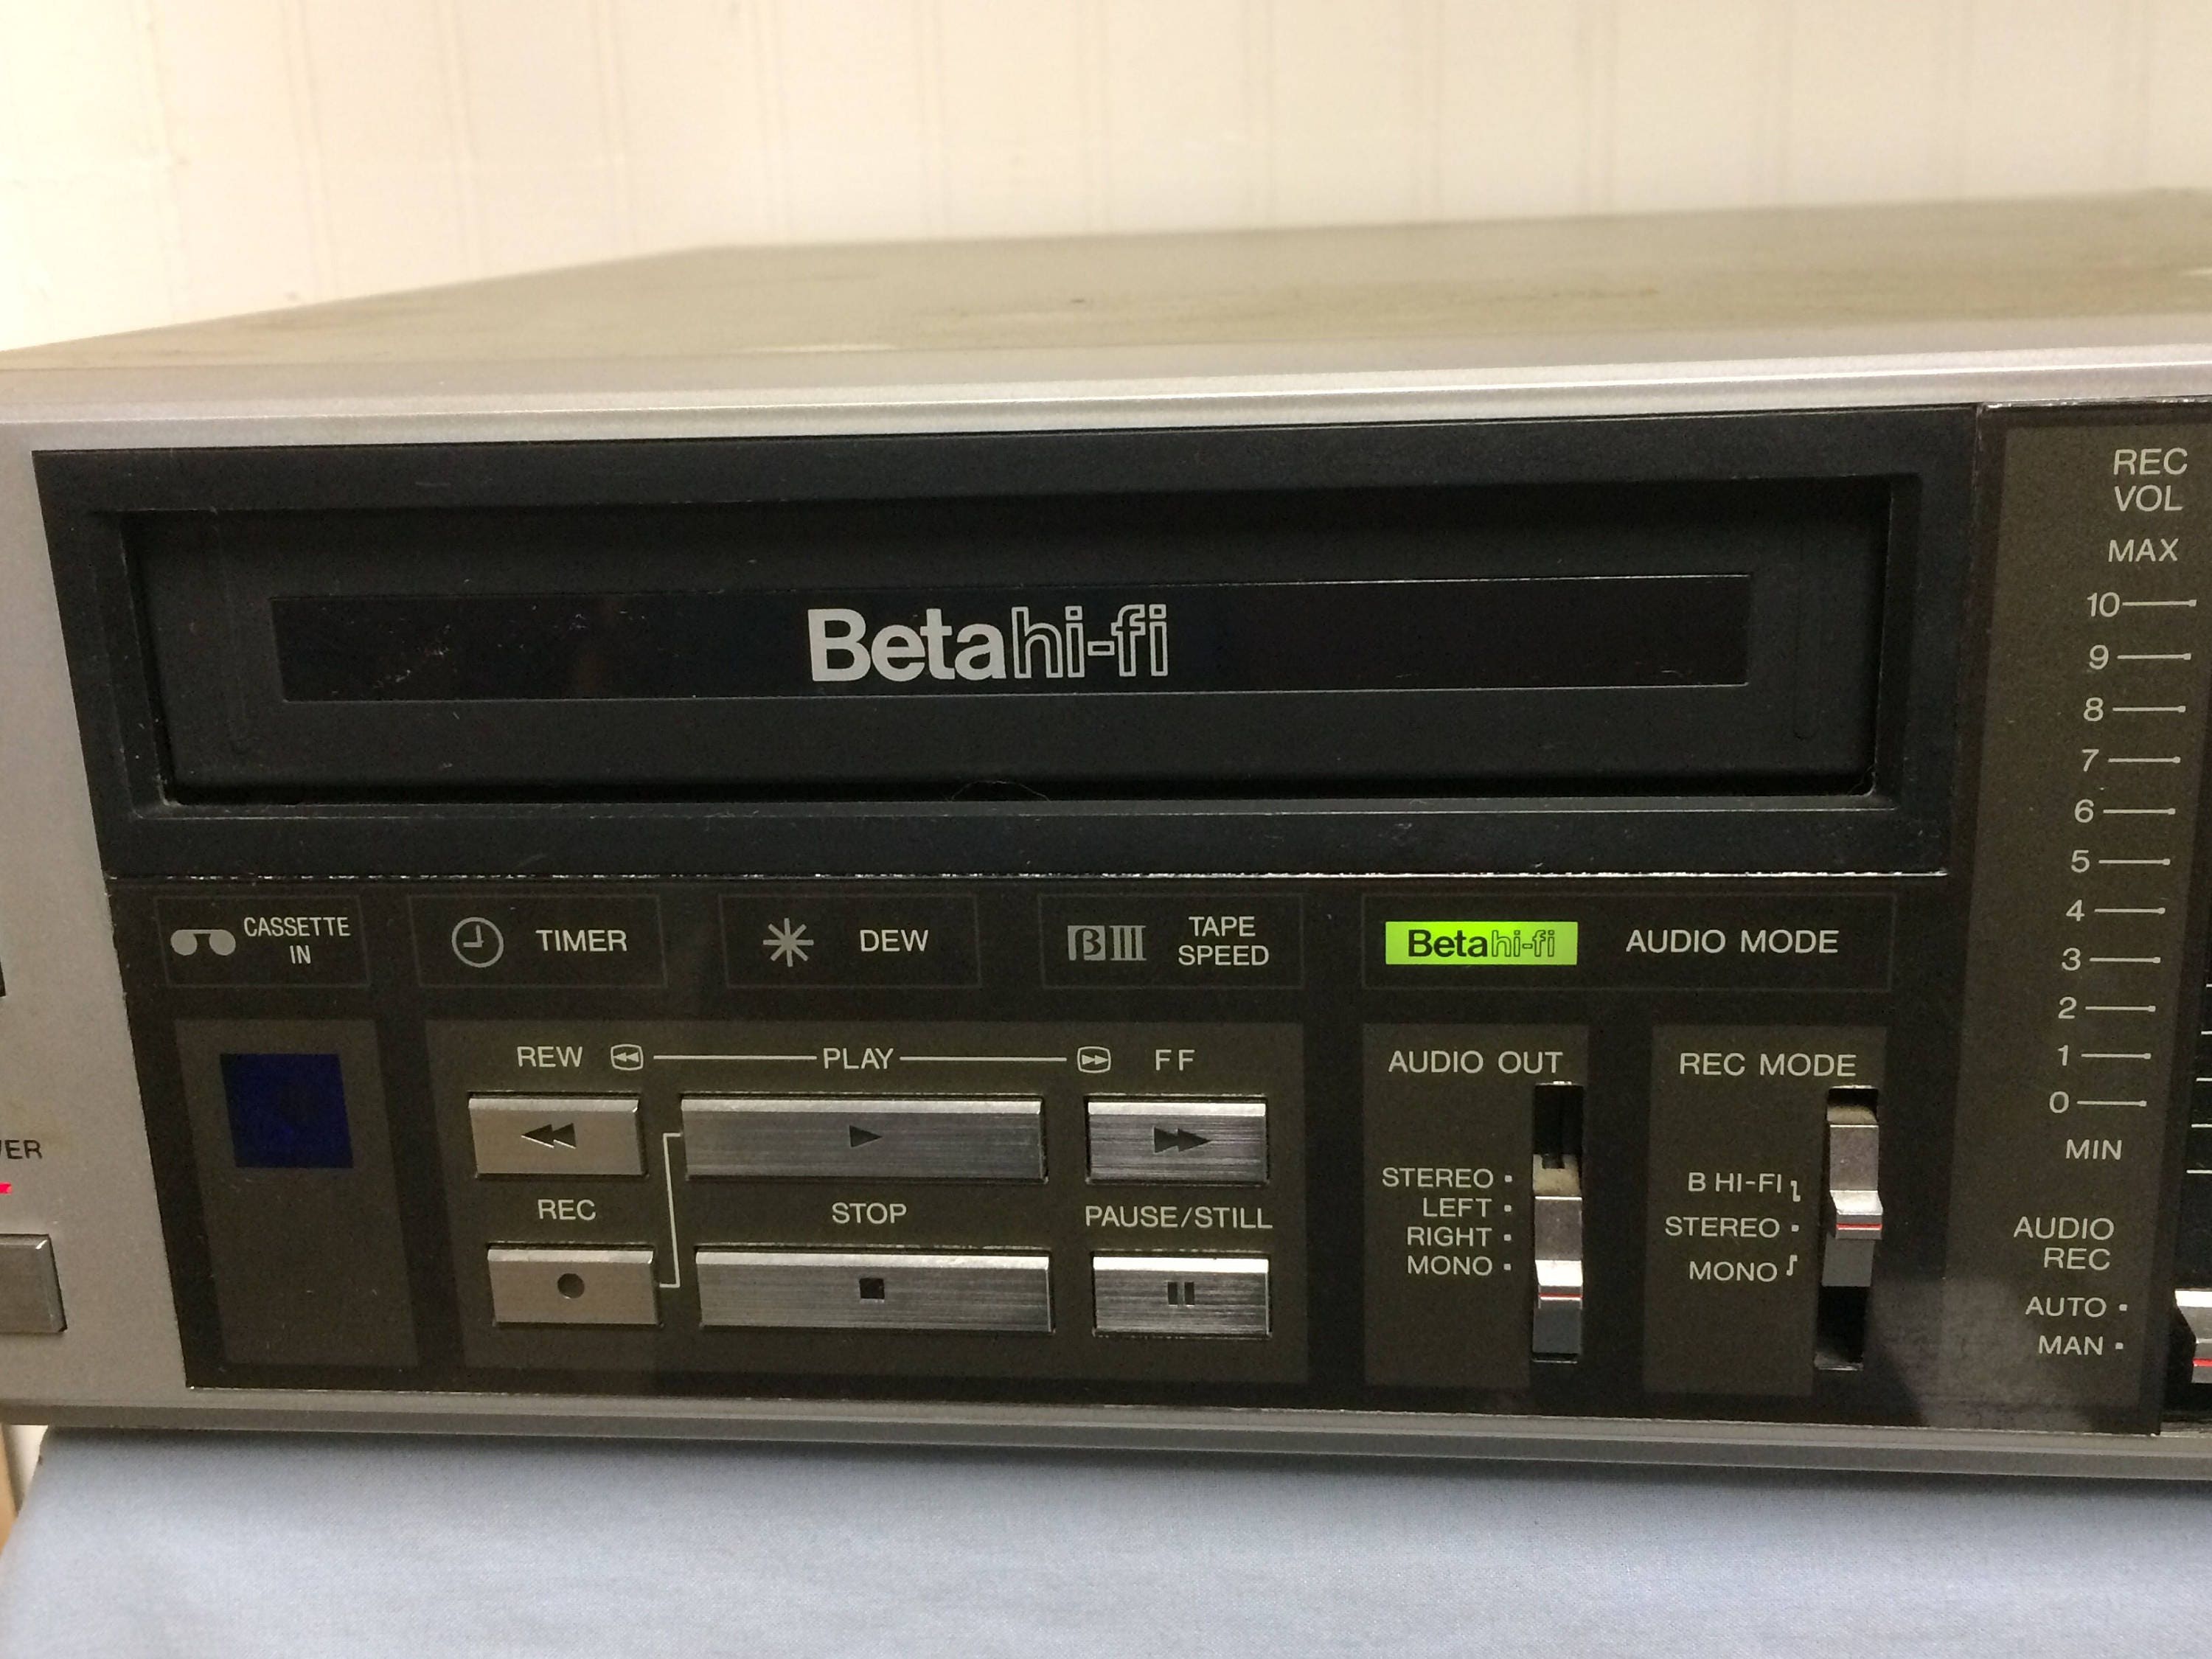 Betahi-fi
CASSETTE
IN
TIMER
DEW
βIII
TAPE
SPEED
Betahi-fi
AUDIO MODE
REW
PLAY
FF
REC
STOP
PAUSE/STILL
AUDIO OUT
STEREO
LEFT
RIGHT
MONO
REC MODE
B HI-FI
STEREO
MONO
REC
VOL
MAX
10
9
8
7
6
5
4
3
2
1
0
MIN
AUDIO
REC
AUTO
MAN